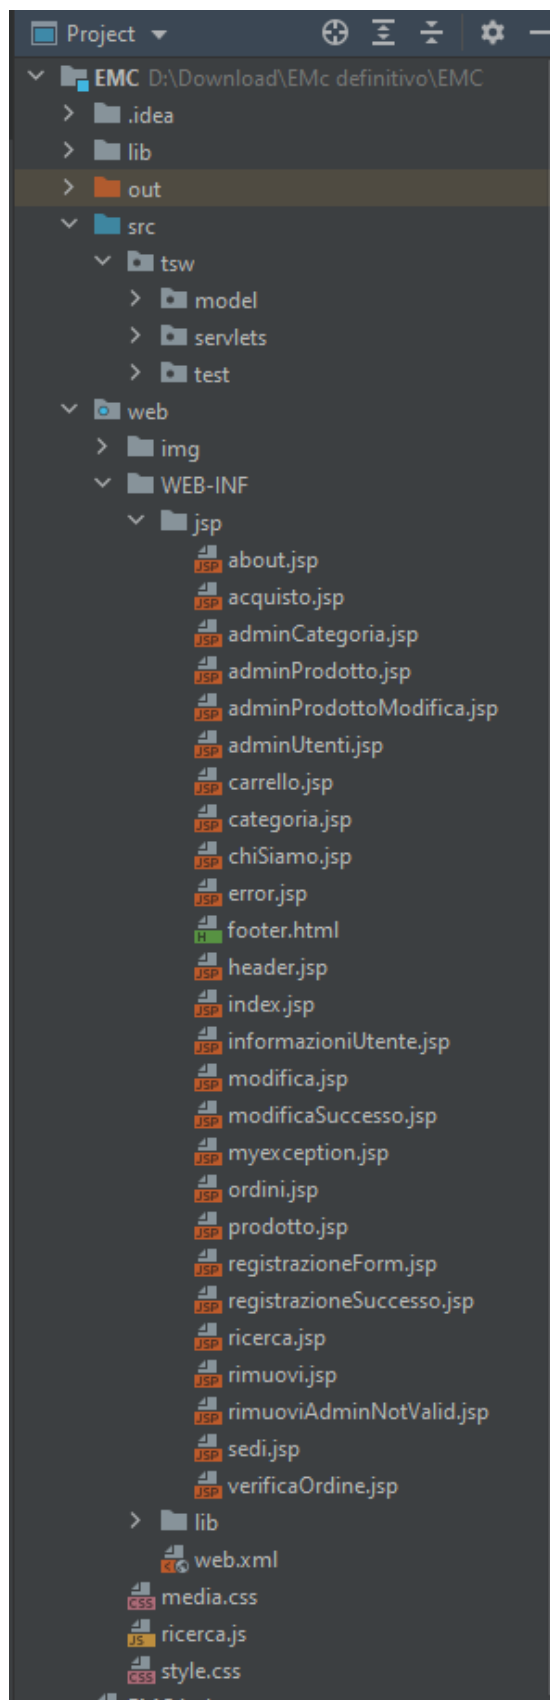 Project
EMC D:\Download\EMc definitivo\EMC
.idea
lib
out
src
tsw
model
servlets
test
web
img
WEB-INF
jsp
about.jsp
acquisto.jsp
adminCategoria.jsp
adminProdotto.jsp
adminProdottoModifica.jsp
adminUtenti.jsp
carrello.jsp
categoria.jsp
chiSiamo.jsp
error.jsp
footer.html
header.jsp
index.jsp
informazioniUtente.jsp
modifica.jsp
modificaSuccesso.jsp
myexception.jsp
ordini.jsp
prodotto.jsp
registrazioneForm.jsp
registrazioneSuccesso.jsp
ricerca.jsp
rimuovi.jsp
rimuoviAdminNotValid.jsp
sedi.jsp
verificaOrdine.jsp
lib
web.xml
media.css
ricerca.js
style.css